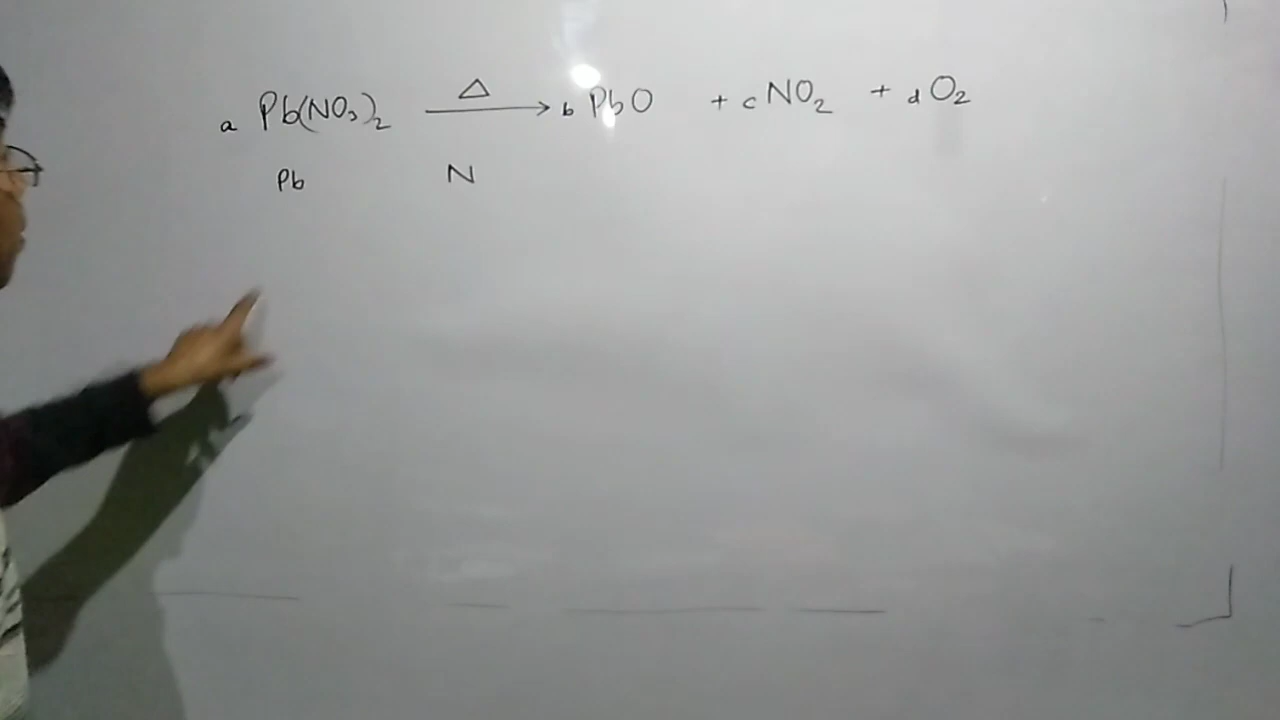 a Pb(NO₃)₂ —Δ→ b PbO + c NO₂ + d O₂
Pb N